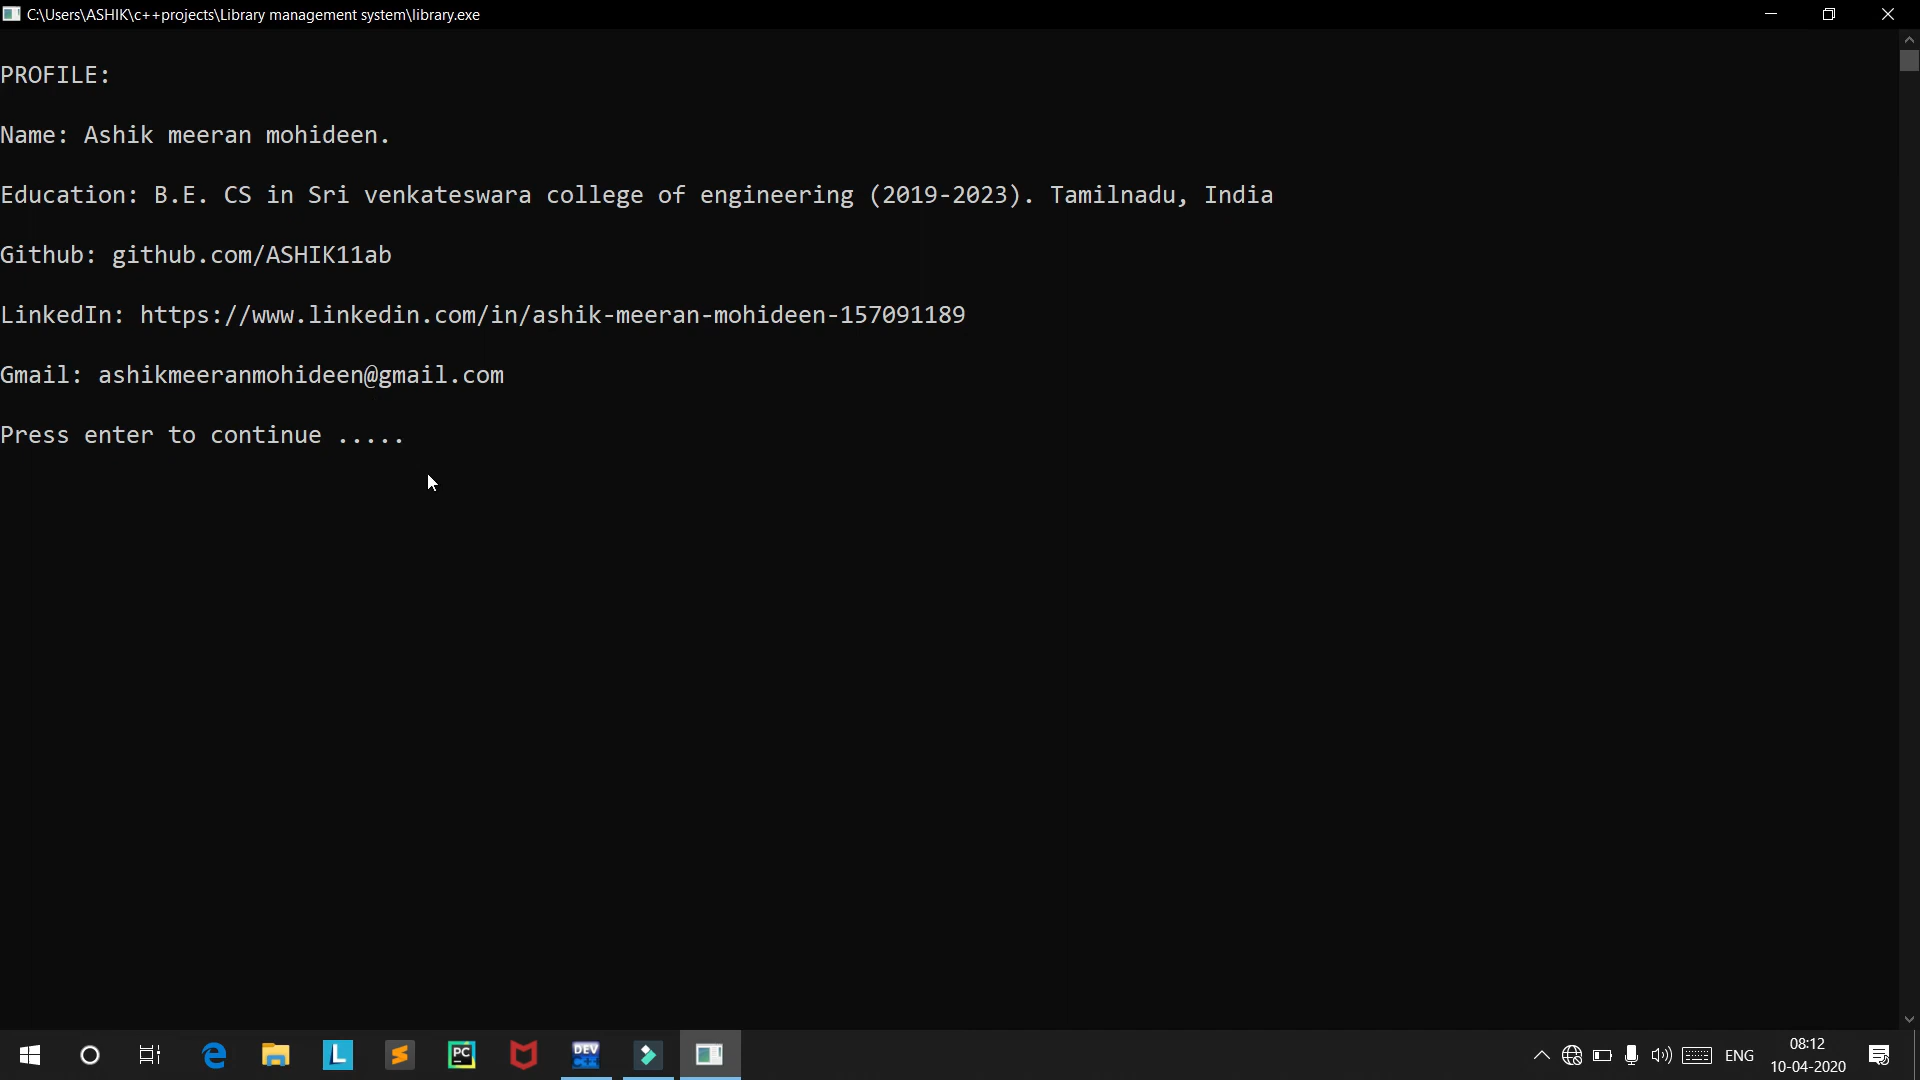 C:\Users\ASHIK\c++projects\Library management system\library.exe
PROFILE:
Name: Ashik meeran mohideen.
Education: B.E. CS in Sri venkateswara college of engineering (2019-2023). Tamilnadu, India
Github: github.com/ASHIK11ab
LinkedIn: https://www.linkedin.com/in/ashik-meeran-mohideen-157091189
Gmail: ashikmeeranmohideen@gmail.com
Press enter to continue .....
L
PC
DEV
C++
ENG
08:12
10-04-2020